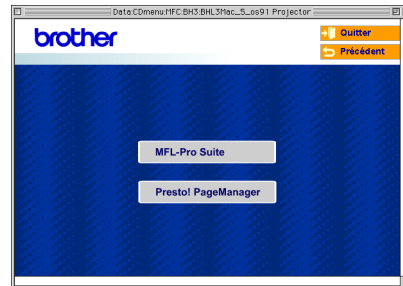 Data:CDmenu:MFC:BH3:BHL3Mac_5_os91 Projector
brother
Quitter
Précédent
MFL-Pro Suite
Presto! PageManager